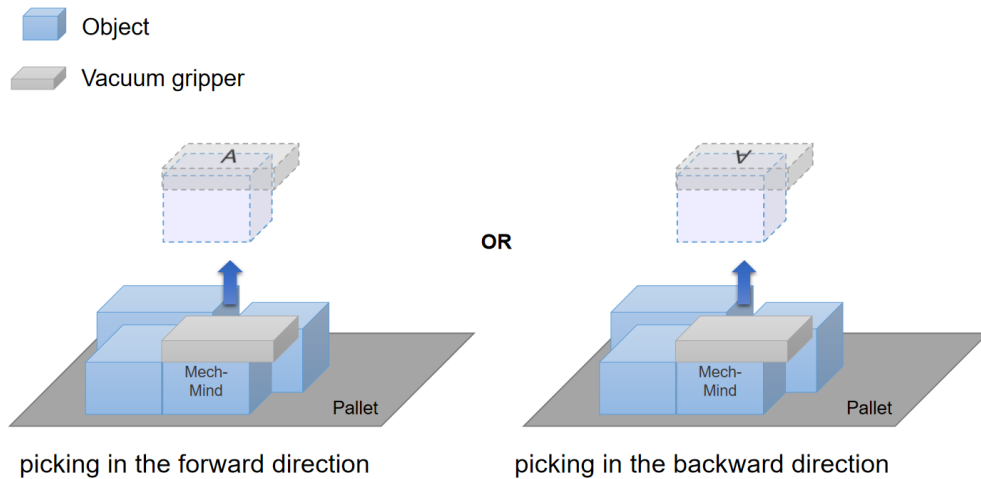 Object
Vacuum gripper
A
A
OR
Mech-
Mind
Pallet
Mech-
Mind
Pallet
picking in the forward direction
picking in the backward direction